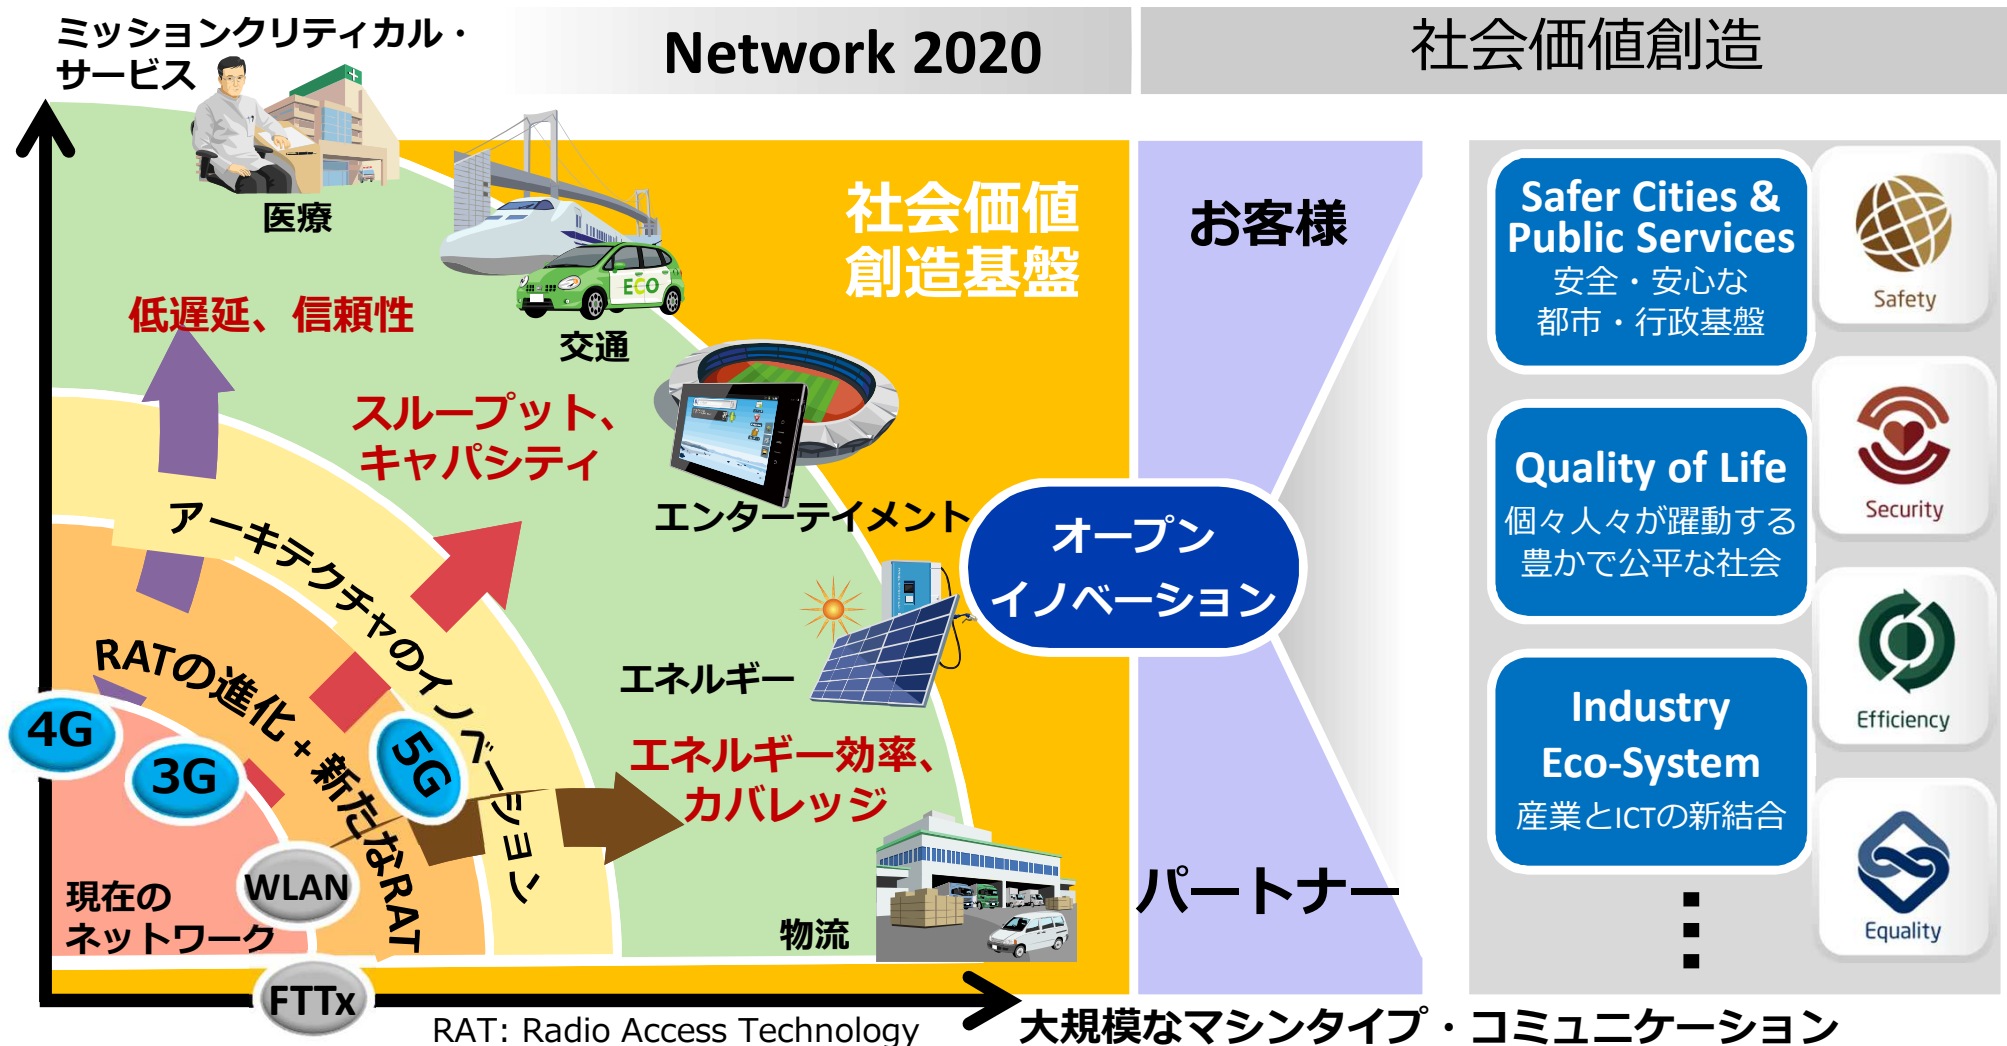 ミッションクリティカル・
サービス
Network 2020
社会価値創造
医療
社会価値
創造基盤
お客様
低遅延、信頼性
ECO
交通
スループット、
キャパシティ
エンターテイメント
オープン
イノベーション
アーキテクチャのイノベーション
RATの進化 + 新たなRAT
エネルギー
エネルギー効率、
カバレッジ
4G
3G
5G
WLAN
現在の
ネットワーク
FTTx
物流
パートナー
RAT: Radio Access Technology
大規模なマシンタイプ・コミュニケーション
Safer Cities &
Public Services
安全・安心な
都市・行政基盤
Safety
Quality of Life
個々人々が躍動する
豊かで公平な社会
Security
Industry
Eco-System
産業とICTの新結合
Efficiency
Equality